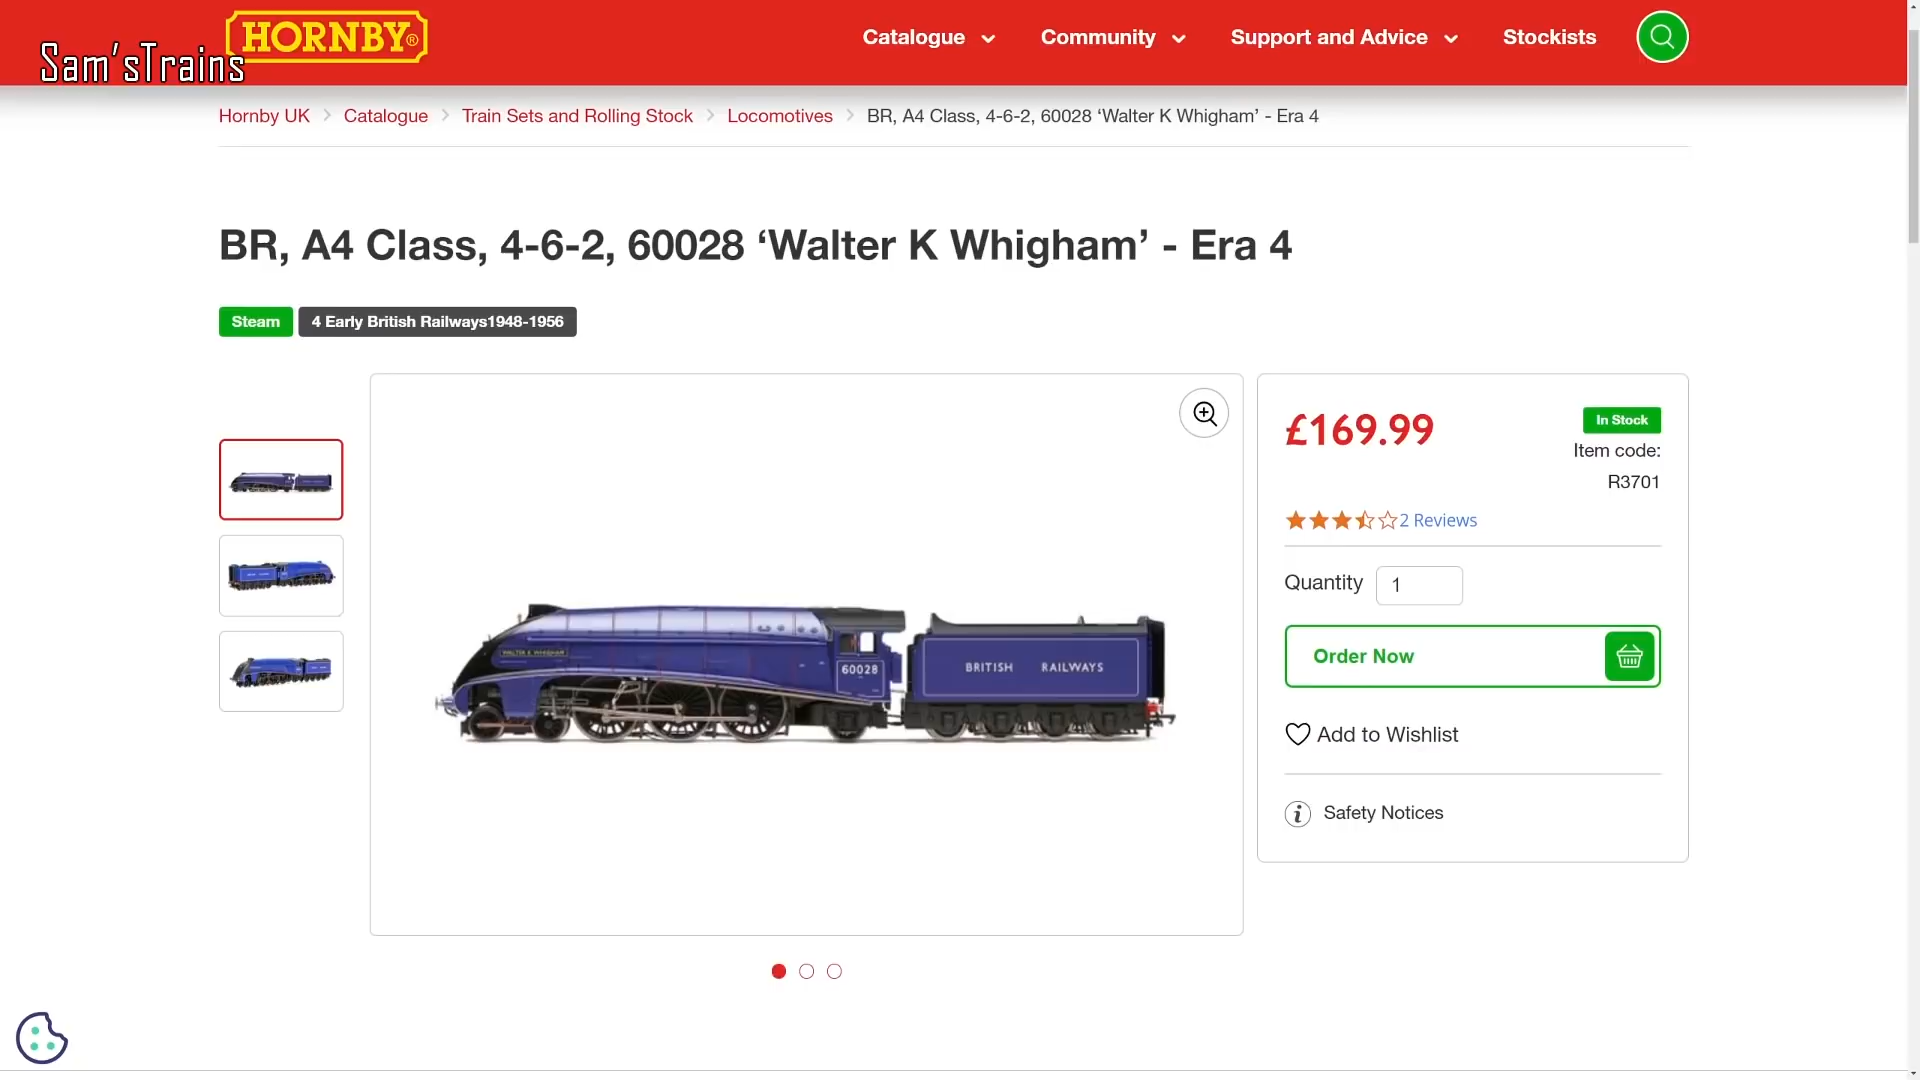 HORNBY®
Sam'sTrains
Catalogue
Community
Support and Advice
Stockists
Hornby UK
Catalogue
Train Sets and Rolling Stock
Locomotives
BR, A4 Class, 4-6-2, 60028 ‘Walter K Whigham’ - Era 4
BR, A4 Class, 4-6-2, 60028 ‘Walter K Whigham’ - Era 4
Steam
4 Early British Railways1948-1956
£169.99
In Stock
Item code:
R3701
2 Reviews
Quantity
1
Order Now
Add to Wishlist
Safety Notices
WALTER K WHIGHAM
60028
BRITISH RAILWAYS